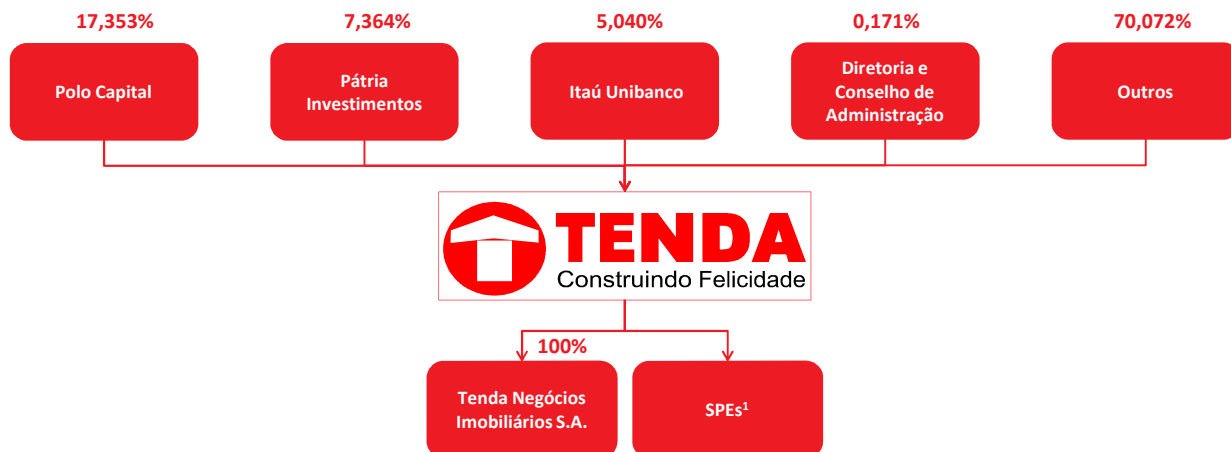 17,353%
7,364%
5,040%
0,171%
70,072%
Polo Capital
Pátria
Investimentos
Itaú Unibanco
Diretoria e
Conselho de
Administração
Outros
TENDA
Construindo Felicidade
100%
Tenda Negócios
Imobiliários S.A.
SPEs¹